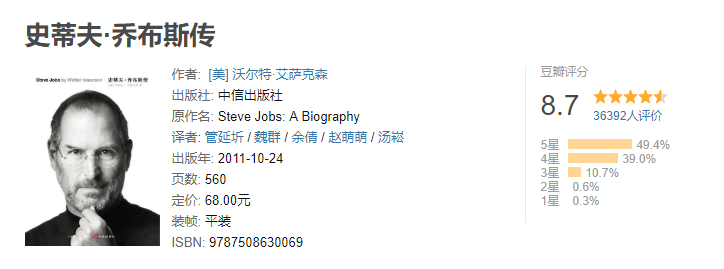 史蒂夫·乔布斯传
Steve Jobs by Walter Isaacson 史蒂夫·乔布斯传
作者: [美] 沃尔特·艾萨克森
出版社: 中信出版社
原作名: Steve Jobs: A Biography
译者: 管延圻 / 魏群 / 余倩 / 赵萌萌 / 汤崧
出版年: 2011-10-24
页数: 560
定价: 68.00元
装帧: 平装
ISBN: 9787508630069
豆瓣评分
8.7
36392人评价
5星 49.4%
4星 39.0%
3星 10.7%
2星 0.6%
1星 0.3%